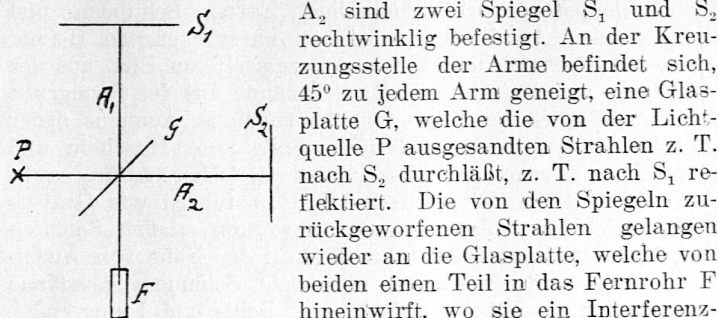 A₂ sind zwei Spiegel S₁ und S₂
rechtwinklig befestigt. An der Kreu-
zungsstelle der Arme befindet sich,
45⁰ zu jedem Arm geneigt, eine Glas-
platte G, welche die von der Licht-
quelle P ausgesandten Strahlen z. T.
nach S₂ durchläßt, z. T. nach S₁ re-
flektiert. Die von den Spiegeln zu-
rückgeworfenen Strahlen gelangen
wieder an die Glasplatte, welche von
beiden einen Teil in das Fernrohr F
hineinwirft, wo sie ein Interferenz-
S₁
A₁
G
S₂
P
A₂
F